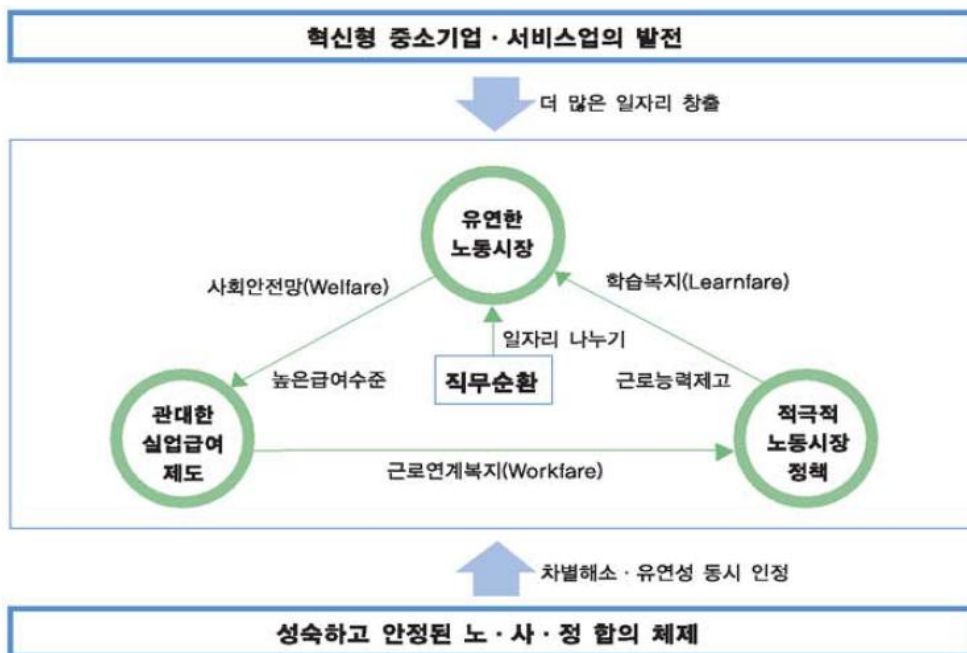 혁신형 중소기업 · 서비스업의 발전
더 많은 일자리 창출
유연한
노동시장
사회안전망(Welfare)
학습복지(Learnfare)
일자리 나누기
높은급여수준
직무순환
근로능력제고
관대한
실업급여
제도
적극적
노동시장
정책
근로연계복지(Workfare)
차별해소 · 유연성 동시 인정
성숙하고 안정된 노 · 사 · 정 합의 체제